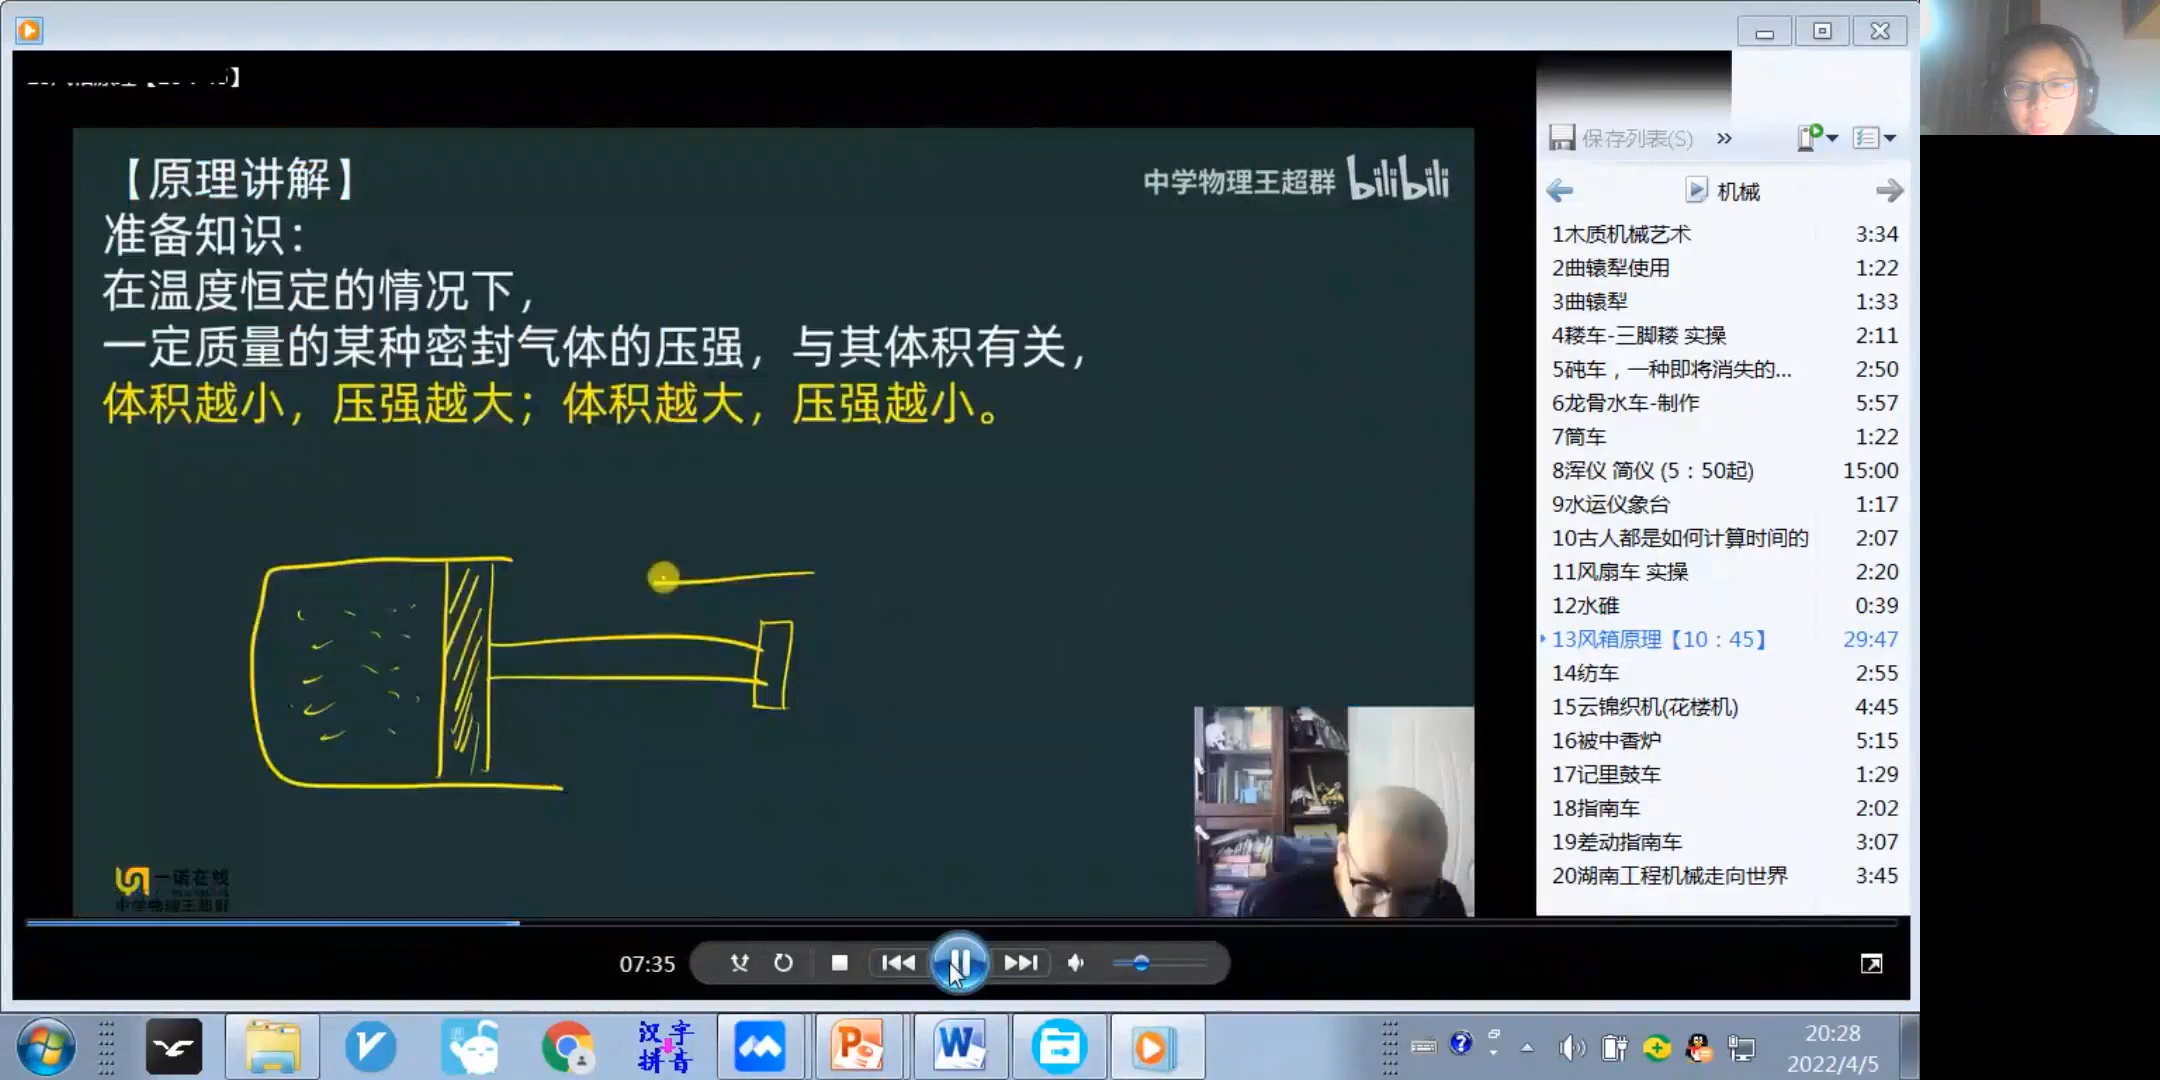 【原理讲解】
准备知识：
在温度恒定的情况下，
一定质量的某种密封气体的压强，与其体积有关，
体积越小，压强越大；体积越大，压强越小。
中学物理王超群 bilibili
一诺在线
中学物理王超群
07:35
保存列表(S) »
机械
1木质机械艺术 3:34
2曲辕犁使用 1:22
3曲辕犁 1:33
4耧车-三脚耧 实操 2:11
5砘车，一种即将消失的... 2:50
6龙骨水车-制作 5:57
7筒车 1:22
8浑仪 简仪 (5：50起) 15:00
9水运仪象台 1:17
10古人都是如何计算时间的 2:07
11风扇车 实操 2:20
12水碓 0:39
13风箱原理【10：45】 29:47
14纺车 2:55
15云锦织机(花楼机) 4:45
16被中香炉 5:15
17记里鼓车 1:29
18指南车 2:02
19差动指南车 3:07
20湖南工程机械走向世界 3:45
汉字
拼音
20:28
2022/4/5